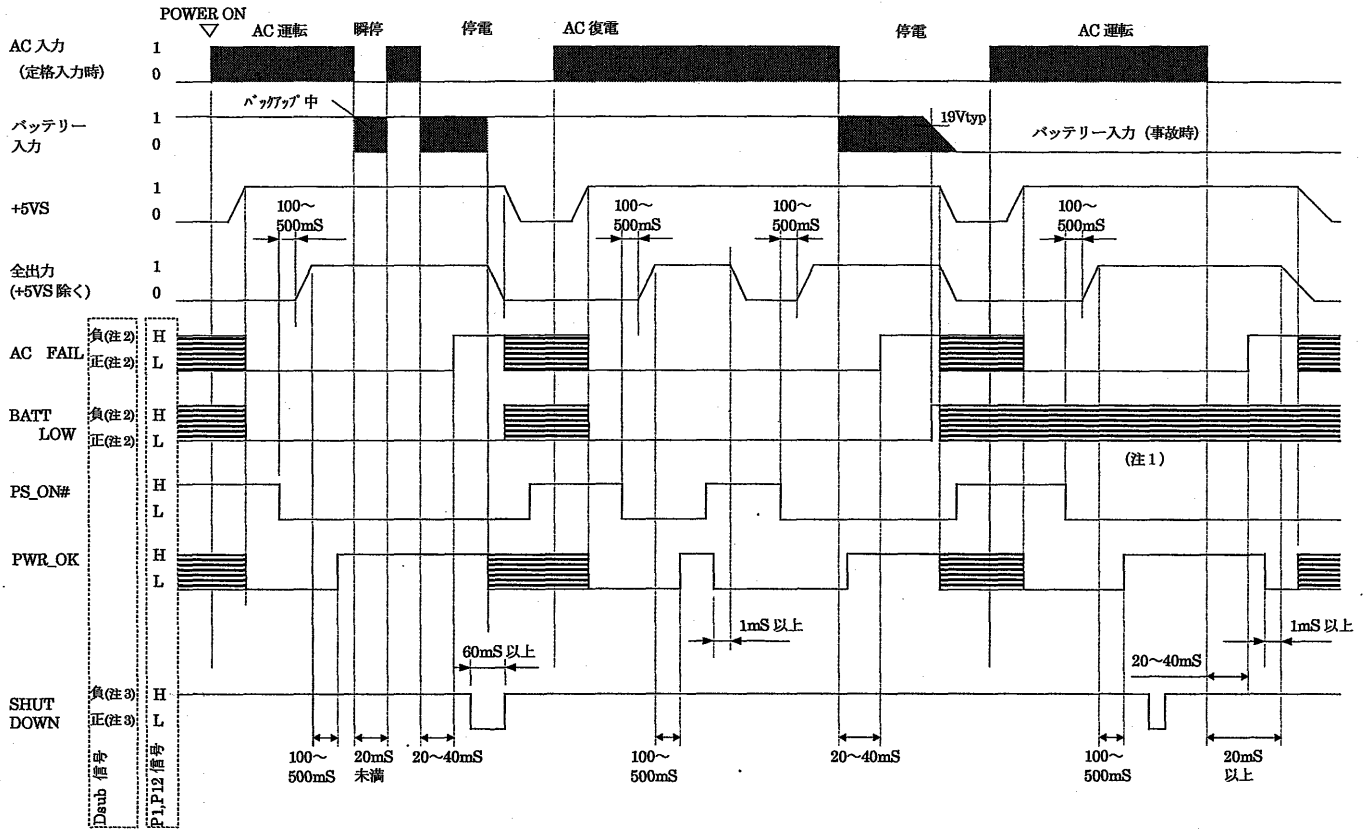 POWER ON
AC 運転
瞬停
停電
AC 復電
停電
AC 運転
AC 入力
(定格入力時)
1
0
バックアップ 中
バッテリー
入力
1
0
19Vtyp
バッテリー入力 (事故時)
+5VS
1
0
100~
500mS
100~
500mS
100~
500mS
100~
500mS
全出力
(+5VS 除く)
1
0
AC FAIL
負(注2)
正(注2)
H
L
BATT
LOW
負(注2)
正(注2)
H
L
(注1)
PS_ON#
H
L
PWR_OK
H
L
1mS 以上
1mS 以上
60mS 以上
20~40mS
SHUT
DOWN
負(注3)
正(注3)
H
L
100~
500mS
20mS
未満
20~40mS
100~
500mS
20~40mS
100~
500mS
20mS
以上
Dsub 信号
P1,P12 信号